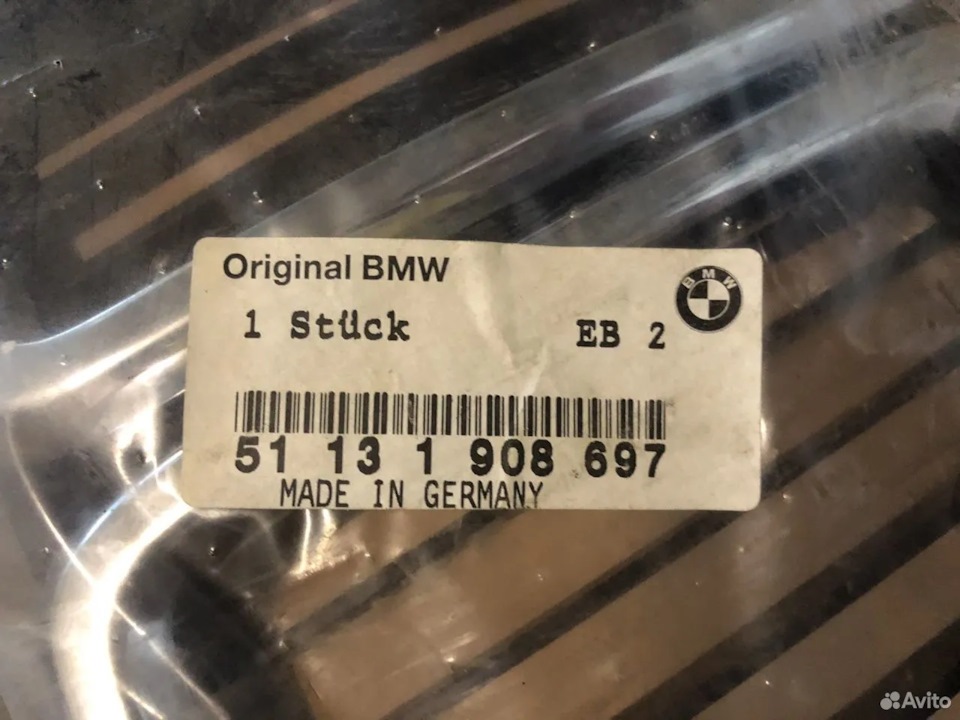 Original BMW
BMW
1 Stück EB 2
51 13 1 908 697
MADE IN GERMANY
Avito